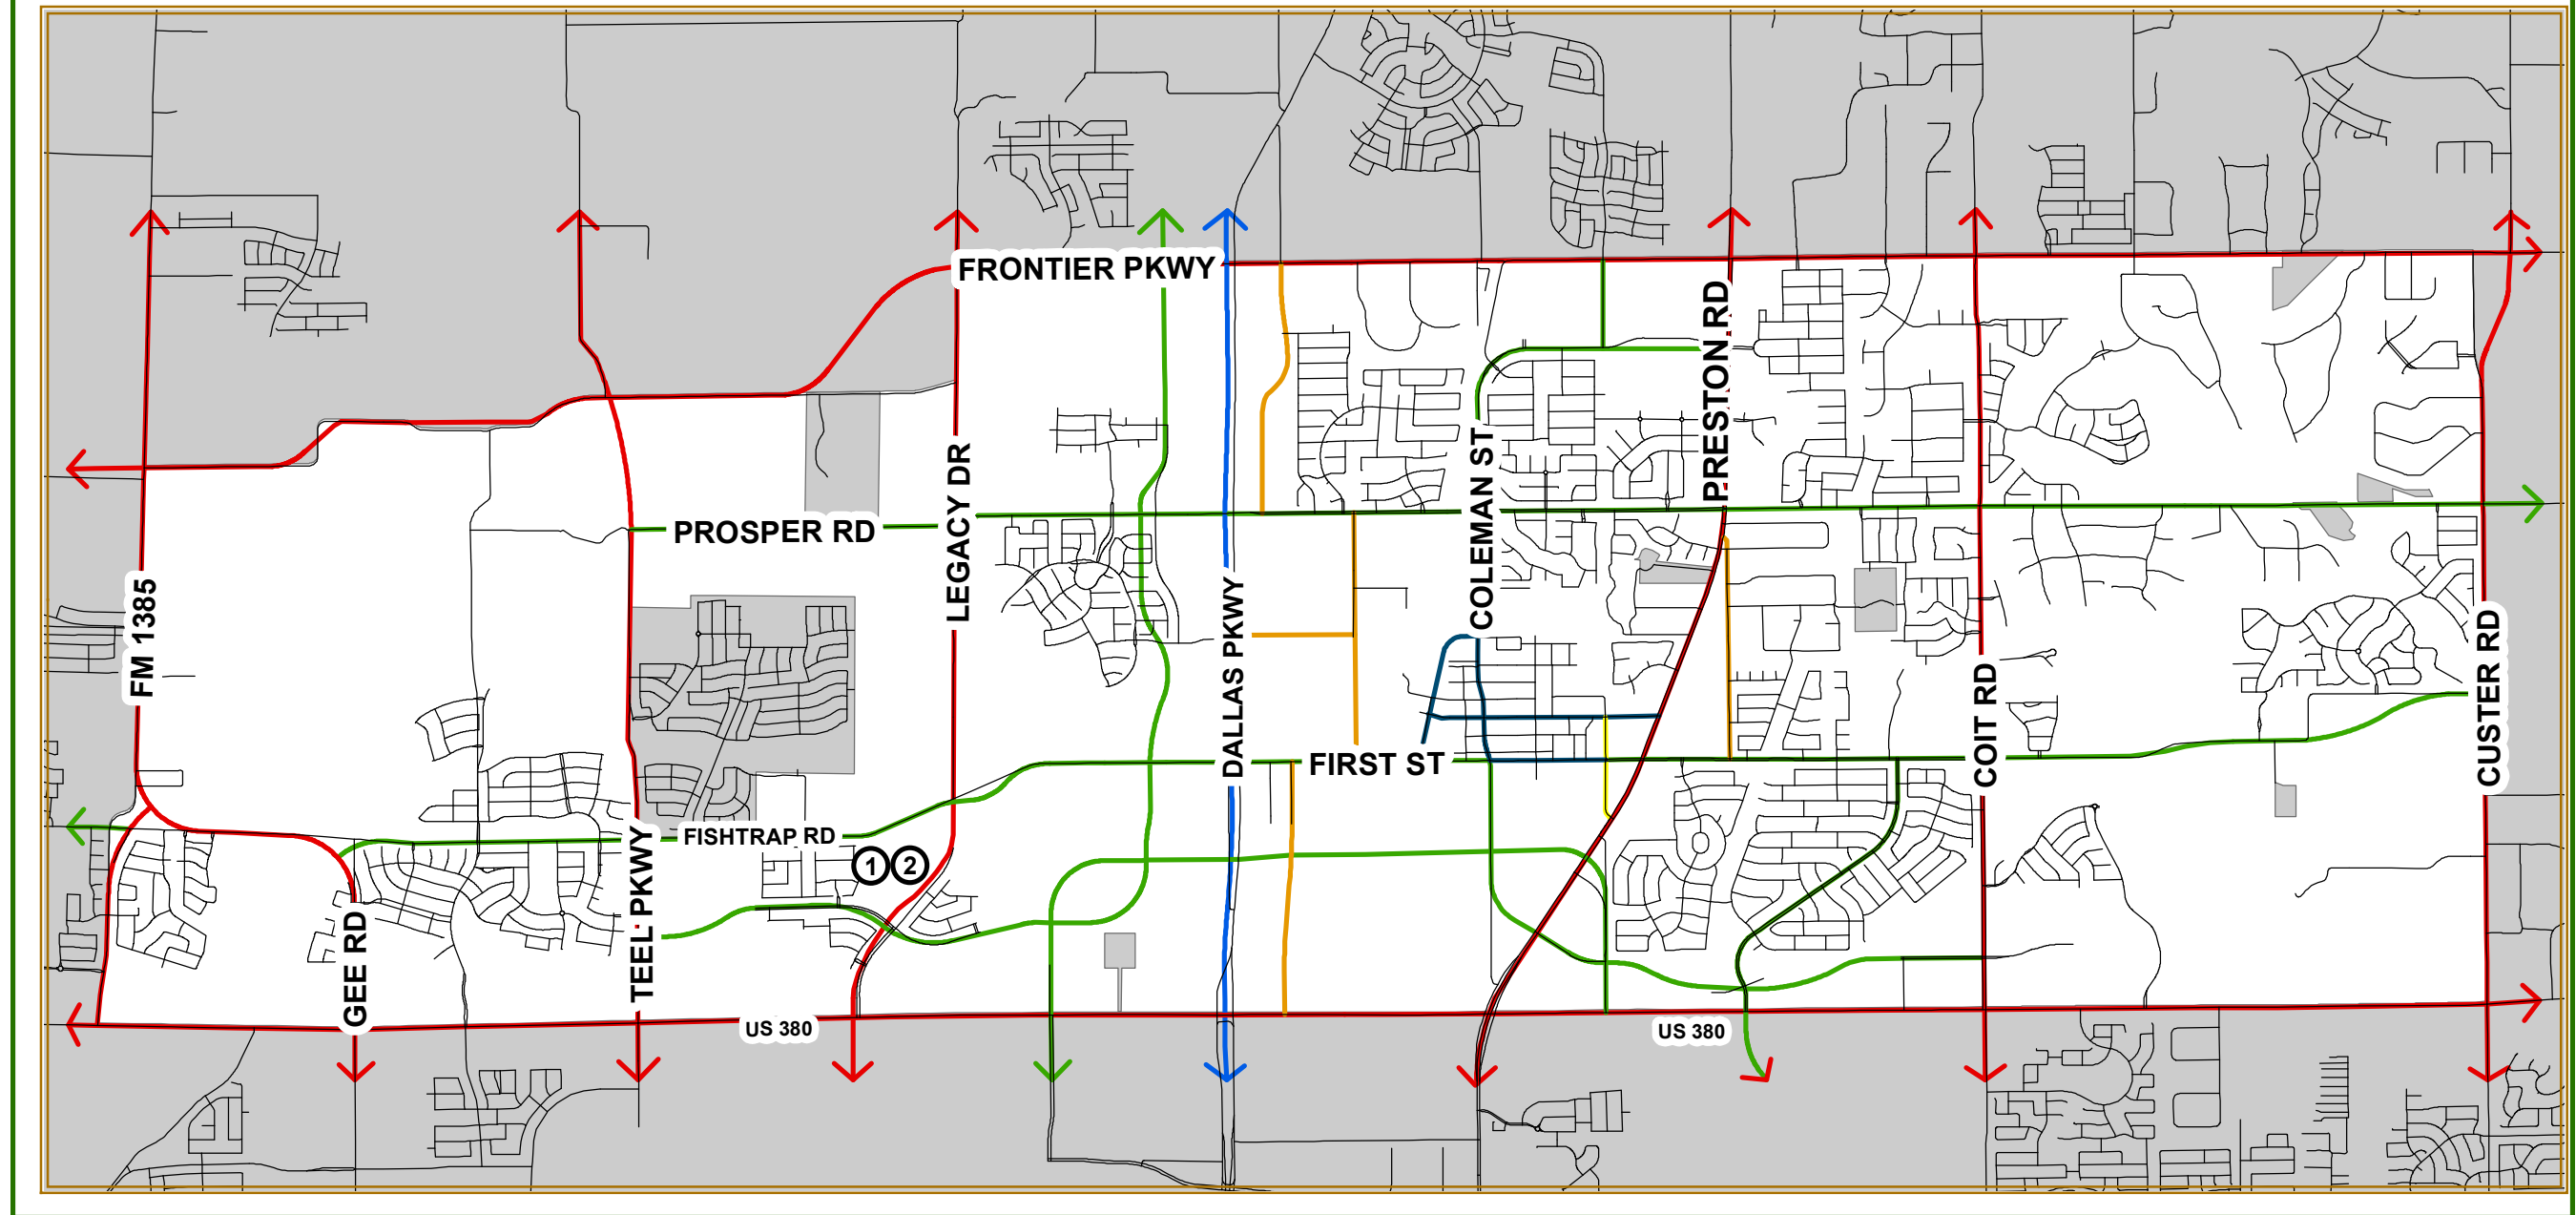 FRONTIER PKWY
PRESTON RD
COLEMAN ST
LEGACY DR
PROSPER RD
FM 1385
DALLAS PKWY
CUSTER RD
COIT RD
FIRST ST
FISHTRAP RD
TEEL PKWY
1
2
GEE RD
US 380
US 380